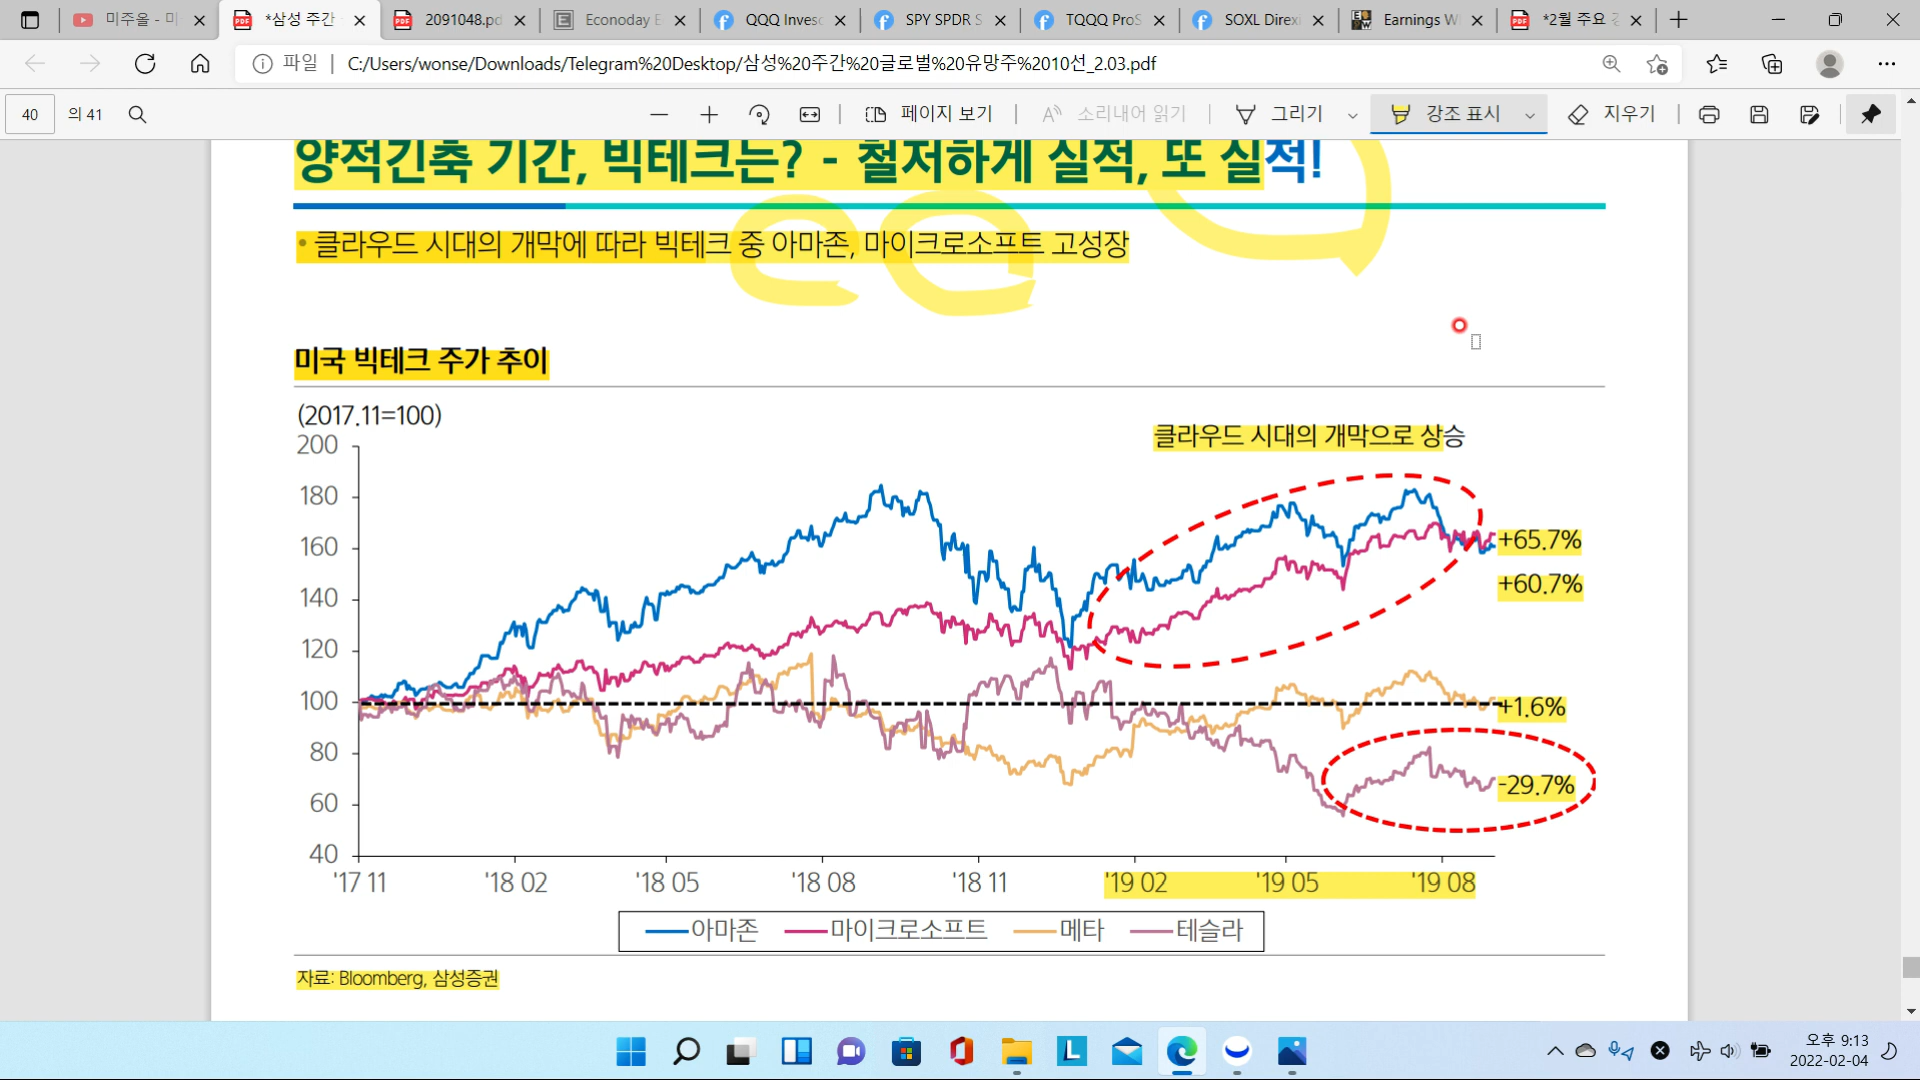 미주율 - 미
*삼성 주간
2091048.pd
Econoday E
QQQ Invesc
SPY SPDR S
TQQQ ProS
SOXL Direx
Earnings W
*2월 주요 경
파일
C:/Users/wonse/Downloads/Telegram%20Desktop/삼성%20주간%20글로벌%20유망주%2010선_2.03.pdf
40 의 41
페이지 보기
소리내어 읽기
그리기
강조 표시
지우기
양적긴축 기간, 빅테크는? - 철저하게 실적, 또 실적!
• 클라우드 시대의 개막에 따라 빅테크 중 아마존, 마이크로소프트 고성장
미국 빅테크 주가 추이
(2017.11=100)
클라우드 시대의 개막으로 상승
200
180
160
140
120
100
80
60
40
+65.7%
+60.7%
+1.6%
-29.7%
'17 11 '18 02 '18 05 '18 08 '18 11 '19 02 '19 05 '19 08
아마존 마이크로소프트 메타 테슬라
자료: Bloomberg, 삼성증권
오후 9:13
2022-02-04